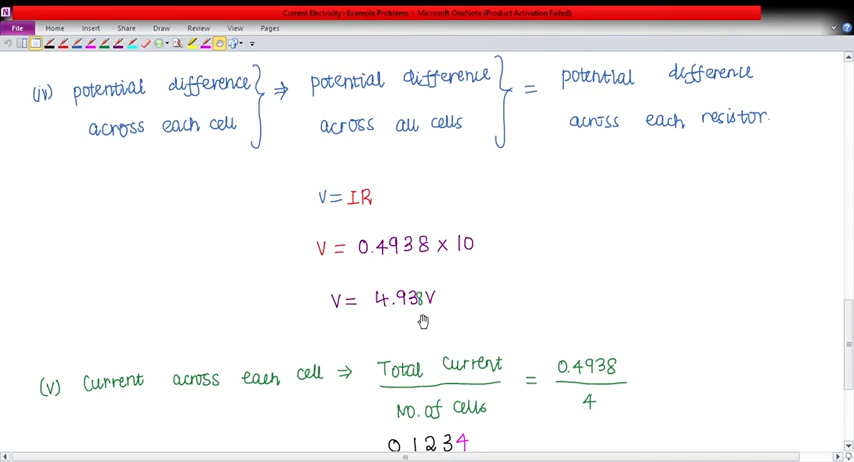 Current Electricity : Example Problems - Microsoft OneNote (Product Activation Failed)
File Home Insert Share Draw Review View
(iv) potential difference across each cell } ⇒ potential difference across all cells } = potential difference across each resistor.
V = IR
V = 0.4938 × 10
V = 4.938V
(v) Current across each cell ⇒ Total current / No. of cells = 0.4938 / 4
0.1234